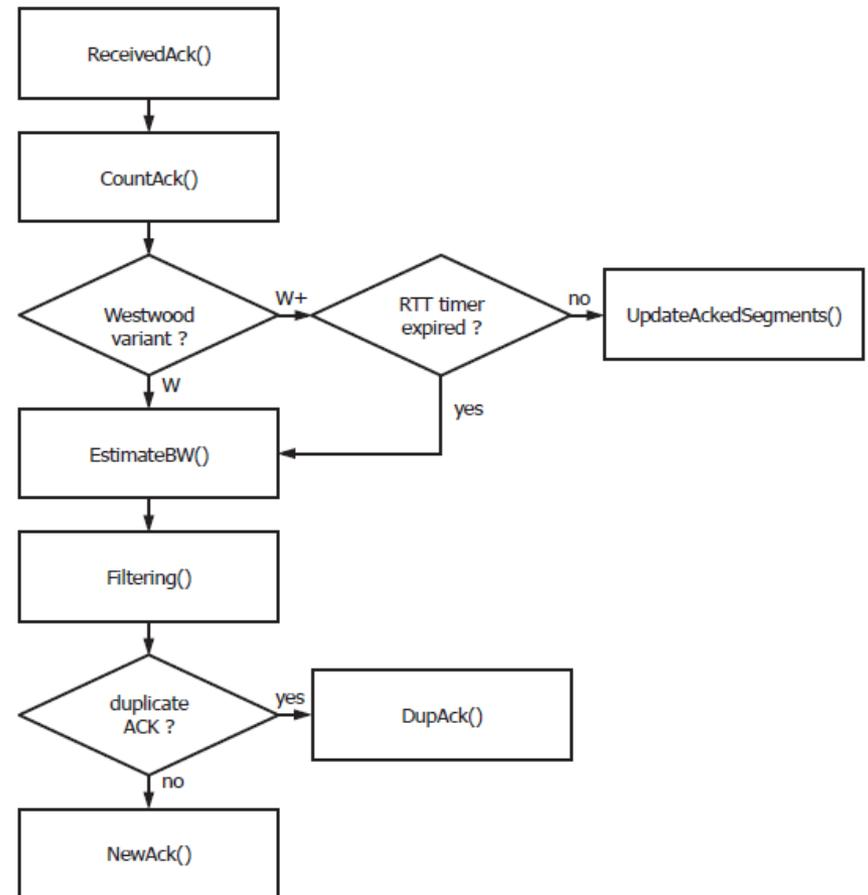 ReceivedAck()
CountAck()
Westwood
variant ?
W+
RTT timer
expired ?
no
UpdateAckedSegments()
W
yes
EstimateBW()
Filtering()
duplicate
ACK ?
yes
DupAck()
no
NewAck()